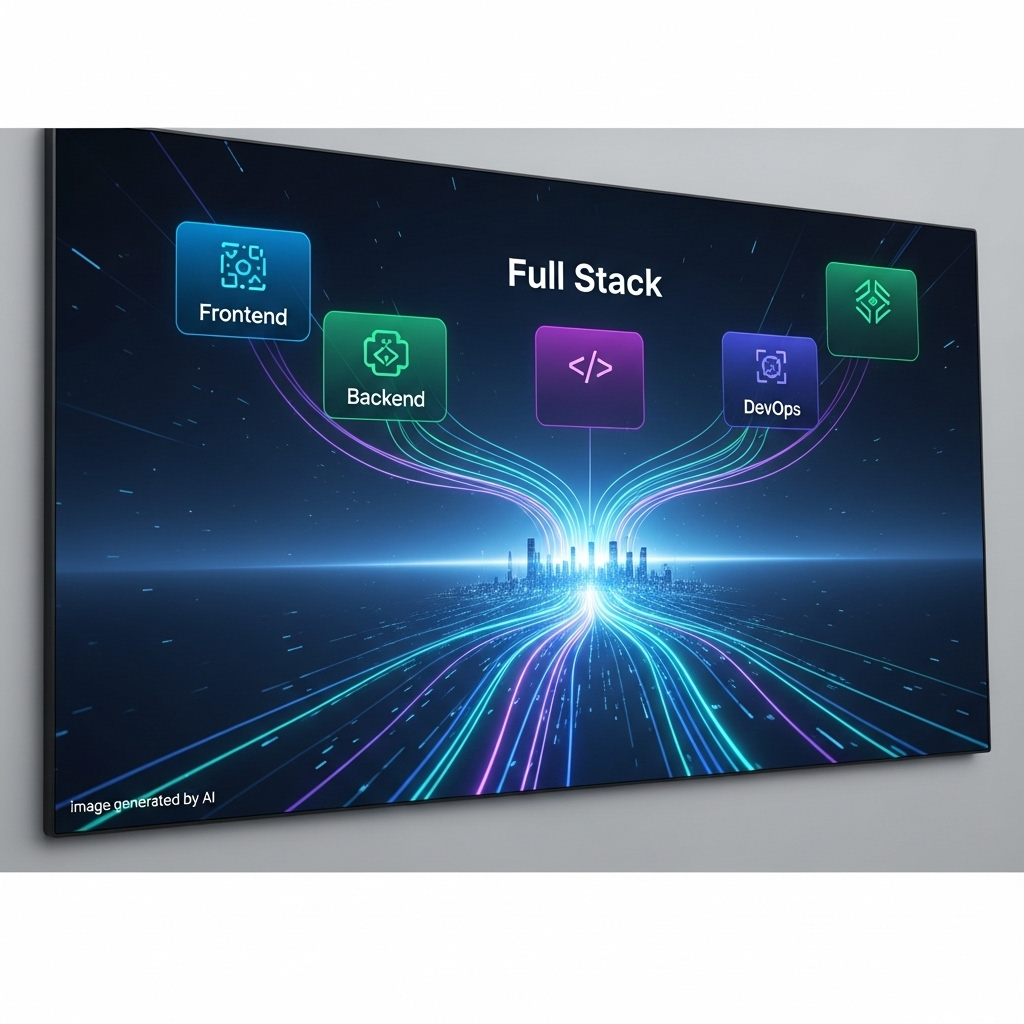 Full Stack
Frontend
Backend
</>
DevOps
image generated by AI